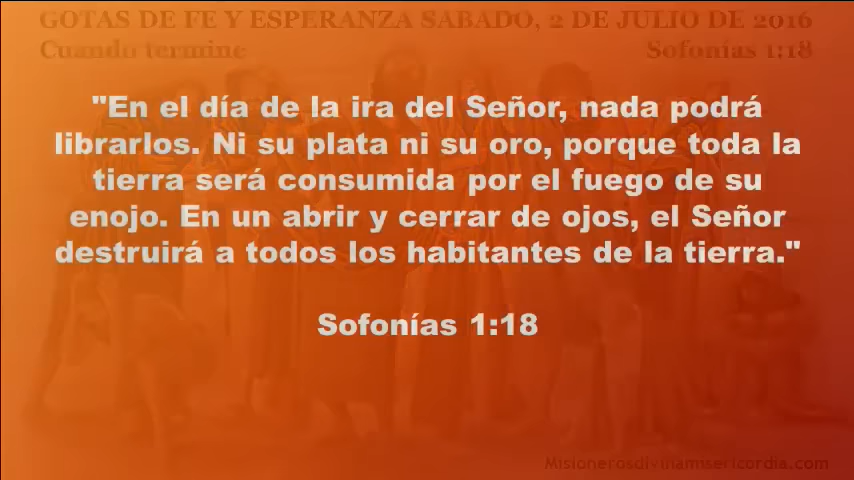 GOTAS DE FE Y ESPERANZA SABADO, 2 DE JULIO DE 2016
Cuando termine Sofonías 1:18
"En el día de la ira del Señor, nada podrá
librarlos. Ni su plata ni su oro, porque toda la
tierra será consumida por el fuego de su
enojo. En un abrir y cerrar de ojos, el Señor
destruirá a todos los habitantes de la tierra."
Sofonías 1:18
Misionerosdivinamisericordia.com